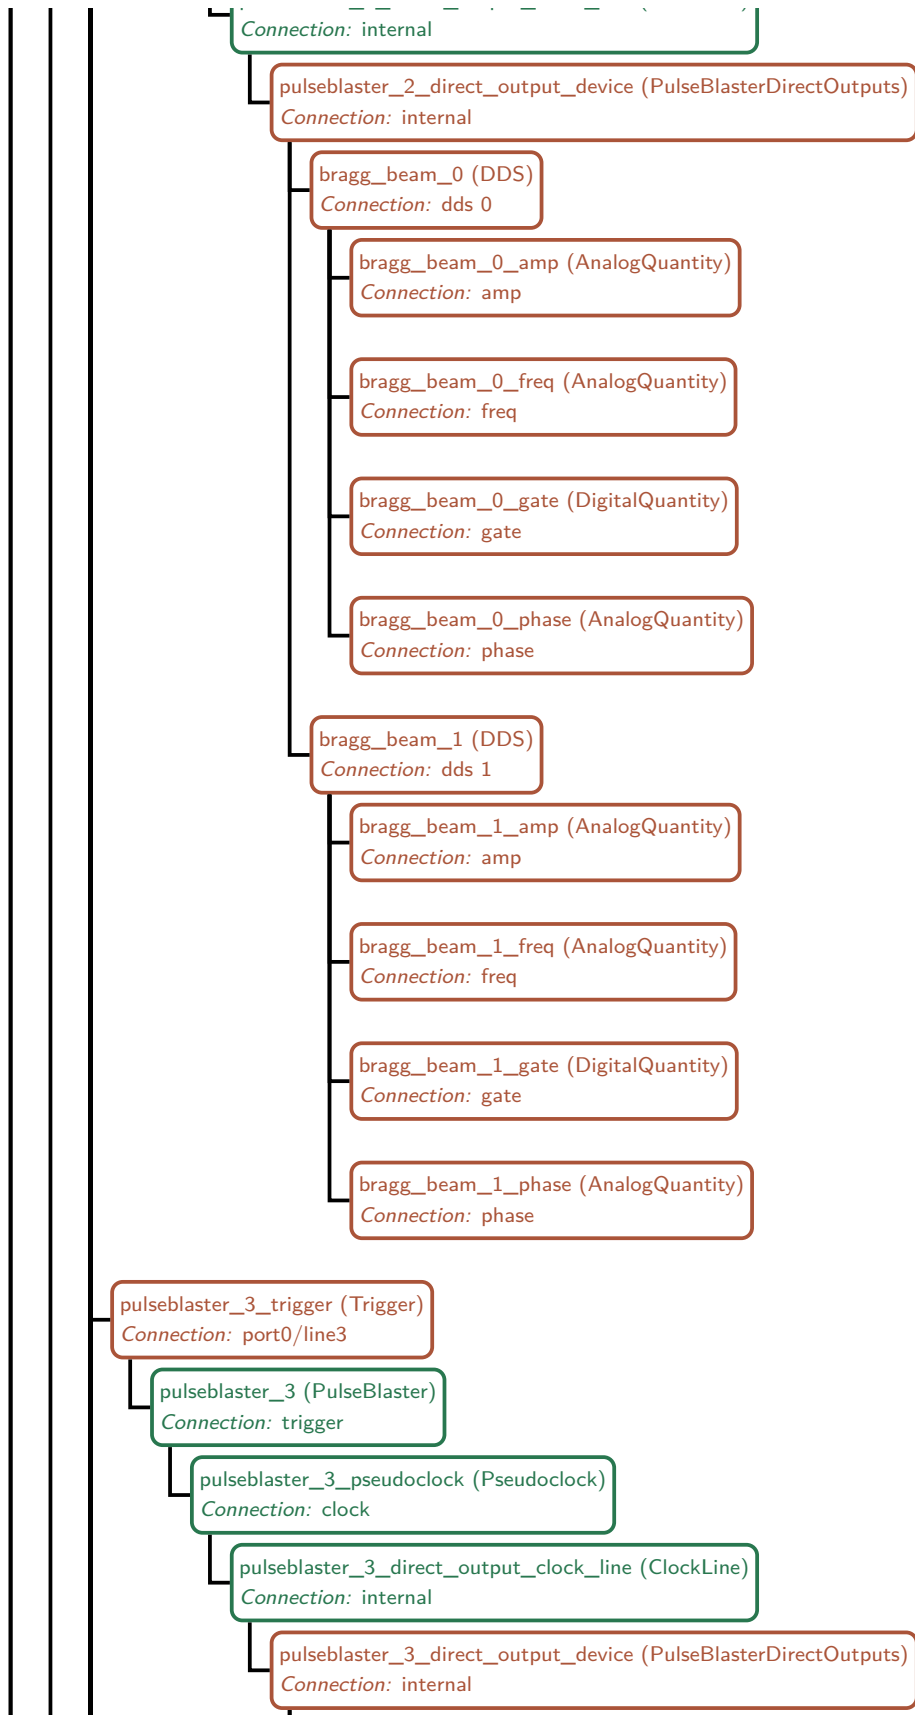 Connection: internal
pulseblaster_2_direct_output_device (PulseBlasterDirectOutputs)
Connection: internal
bragg_beam_0 (DDS)
Connection: dds 0
bragg_beam_0_amp (AnalogQuantity)
Connection: amp
bragg_beam_0_freq (AnalogQuantity)
Connection: freq
bragg_beam_0_gate (DigitalQuantity)
Connection: gate
bragg_beam_0_phase (AnalogQuantity)
Connection: phase
bragg_beam_1 (DDS)
Connection: dds 1
bragg_beam_1_amp (AnalogQuantity)
Connection: amp
bragg_beam_1_freq (AnalogQuantity)
Connection: freq
bragg_beam_1_gate (DigitalQuantity)
Connection: gate
bragg_beam_1_phase (AnalogQuantity)
Connection: phase
pulseblaster_3_trigger (Trigger)
Connection: port0/line3
pulseblaster_3 (PulseBlaster)
Connection: trigger
pulseblaster_3_pseudoclock (Pseudoclock)
Connection: clock
pulseblaster_3_direct_output_clock_line (ClockLine)
Connection: internal
pulseblaster_3_direct_output_device (PulseBlasterDirectOutputs)
Connection: internal